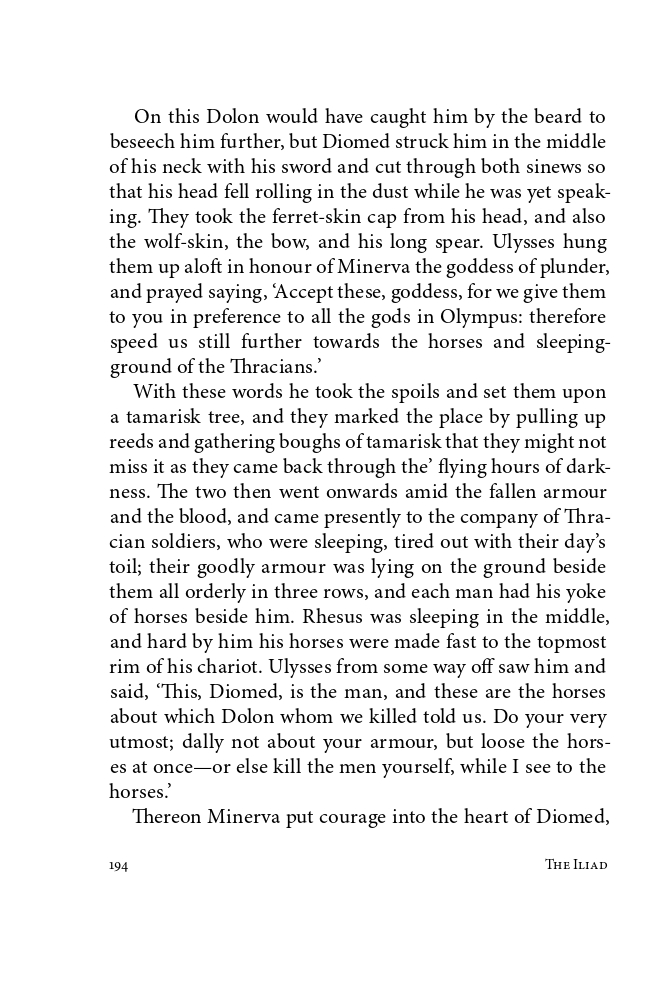 On this Dolon would have caught him by the beard to
beseech him further, but Diomed struck him in the middle
of his neck with his sword and cut through both sinews so
that his head fell rolling in the dust while he was yet speak-
ing. They took the ferret-skin cap from his head, and also
the wolf-skin, the bow, and his long spear. Ulysses hung
them up aloft in honour of Minerva the goddess of plunder,
and prayed saying, ‘Accept these, goddess, for we give them
to you in preference to all the gods in Olympus: therefore
speed us still further towards the horses and sleeping-
ground of the Thracians.’
With these words he took the spoils and set them upon
a tamarisk tree, and they marked the place by pulling up
reeds and gathering boughs of tamarisk that they might not
miss it as they came back through the’ flying hours of dark-
ness. The two then went onwards amid the fallen armour
and the blood, and came presently to the company of Thra-
cian soldiers, who were sleeping, tired out with their day’s
toil; their goodly armour was lying on the ground beside
them all orderly in three rows, and each man had his yoke
of horses beside him. Rhesus was sleeping in the middle,
and hard by him his horses were made fast to the topmost
rim of his chariot. Ulysses from some way off saw him and
said, ‘This, Diomed, is the man, and these are the horses
about which Dolon whom we killed told us. Do your very
utmost; dally not about your armour, but loose the hors-
es at once—or else kill the men yourself, while I see to the
horses.’
Thereon Minerva put courage into the heart of Diomed,
194 The Iliad